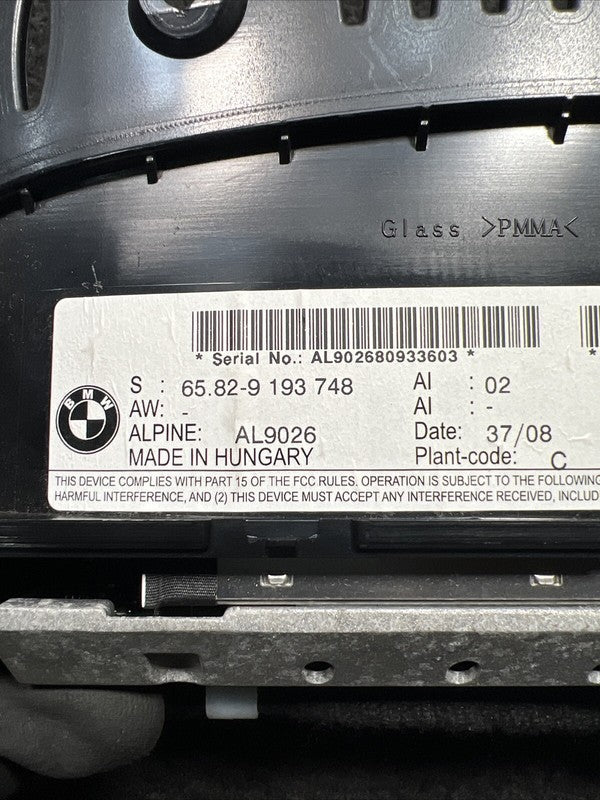 Glass >PMMA<
* Serial No.: AL902680933603 * *
BMW
S : 65.82-9 193 748 AI : 02
AW: - AI : -
ALPINE: AL9026 Date: 37/08
MADE IN HUNGARY Plant-code: C
THIS DEVICE COMPLIES WITH PART 15 OF THE FCC RULES. OPERATION IS SUBJECT TO THE FOLLOWING
HARMFUL INTERFERENCE, AND (2) THIS DEVICE MUST ACCEPT ANY INTERFERENCE RECEIVED, INCLUD